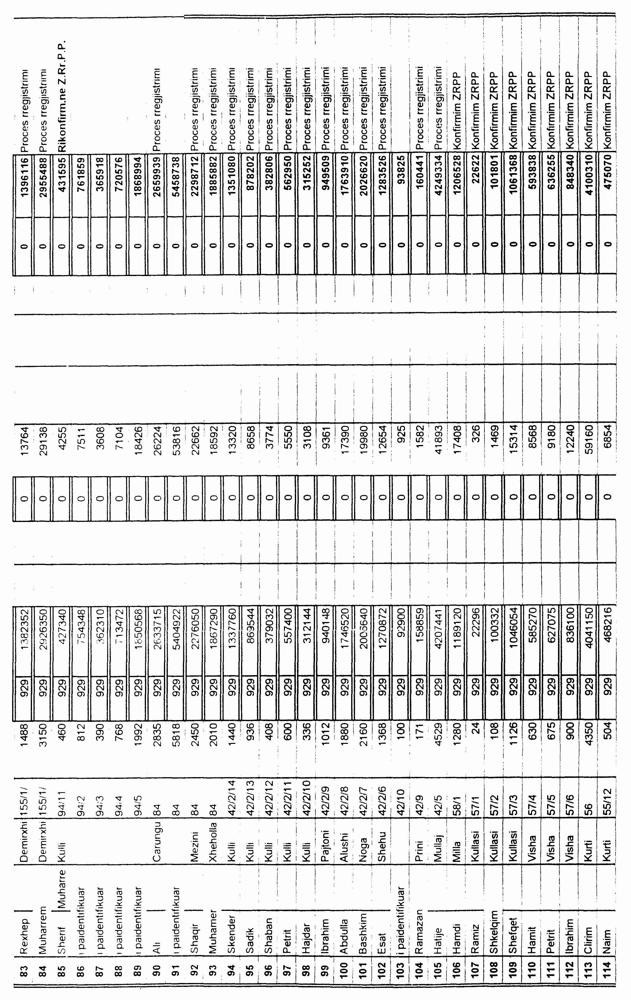 83 Rexhep Demirxhi 155/1/ 1488 929 1382352 0 13764 0 1396116 Proces rregjistrimi
84 Muharrem Demirxhi 155/1/ 3150 929 2926350 0 29138 0 2955488 Proces rregjistrimi
85 Sherif Muharre Kulli 94/11 460 929 427340 0 4255 0 431595 Rikonfirm.ne Z.Rr.P.P.
86 i paidentifikuar 94/2 812 929 754348 0 7511 0 761859
87 i paidentifikuar 94/3 390 929 362310 0 3608 0 365918
88 i paidentifikuar 94/4 768 929 713472 0 7104 0 720576
89 i paidentifikuar 94/5 1992 929 1850568 0 18426 0 1868994
90 Ali Carungu 84 2835 929 2633715 0 26224 0 2659939 Proces rregjistrimi
91 i paidentifikuar 84 5818 929 5404922 0 53816 0 5458738
92 Shaqir Mezini 84 2450 929 2276050 0 22662 0 2298712 Proces rregjistrimi
93 Muhamer Xheholla 84 2010 929 1867290 0 18592 0 1885882 Proces rregjistrimi
94 Skender Kulli 42/2/14 1440 929 1337760 0 13320 0 1351080 Proces rregjistrimi
95 Sadik Kulli 42/2/13 936 929 869544 0 8658 0 878202 Proces rregjistrimi
96 Shaban Kulli 42/2/12 408 929 379032 0 3774 0 382806 Proces rregjistrimi
97 Petrit Kulli 42/2/11 600 929 557400 0 5550 0 562950 Proces rregjistrimi
98 Hajdar Kulli 42/2/10 336 929 312144 0 3108 0 315252 Proces rregjistrimi
99 Ibrahim Pajtoni 42/2/9 1012 929 940148 0 9361 0 949509 Proces rregjistrimi
100 Abdulla Alushi 42/2/8 1880 929 1746520 0 17390 0 1763910 Proces rregjistrimi
101 Bashkim Noga 42/2/7 2160 929 2006640 0 19980 0 2026620 Proces rregjistrimi
102 Esat Shehu 42/2/6 1368 929 1270872 0 12654 0 1283526 Proces rregjistrimi
103 i paidentifikuar 42/10 100 929 92900 0 925 0 93825
104 Ramazan Prini 42/9 171 929 158859 0 1582 0 160441 Proces rregjistrimi
105 Hatije Mullaj 42/5 4529 929 4207441 0 41893 0 4249334 Proces rregjistrimi
106 Hamdi Milla 58/1 1280 929 1189120 0 17408 0 1206528 Konfirmim ZRPP
107 Ramiz Kullasi 57/1 24 929 22296 0 326 0 22622 Konfirmim ZRPP
108 Shkelqim Kullasi 57/2 108 929 100332 0 1469 0 101801 Konfirmim ZRPP
109 Shefqet Kullasi 57/3 1126 929 1046054 0 15314 0 1061368 Konfirmim ZRPP
110 Hamit Visha 57/4 630 929 585270 0 8568 0 593838 Konfirmim ZRPP
111 Petrit Visha 57/5 675 929 627075 0 9180 0 636255 Konfirmim ZRPP
112 Ibrahim Visha 57/6 900 929 836100 0 12240 0 848340 Konfirmim ZRPP
113 Clirim Kurti 56 4350 929 4041150 0 59160 0 4100310 Konfirmim ZRPP
114 Naim Kurti 55/12 504 929 468216 0 6854 0 475070 Konfirmim ZRPP